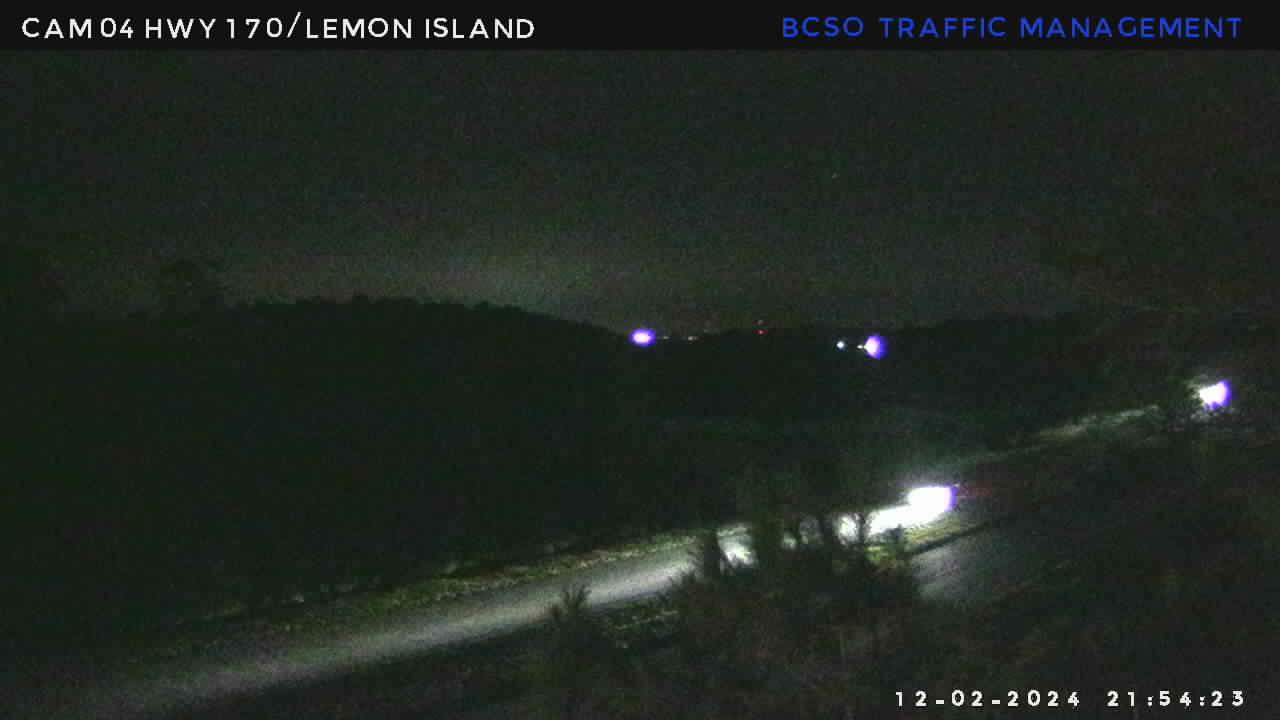 CAM04 HWY 170/LEMON ISLAND
BCSO TRAFFIC MANAGEMENT
12-02-2024 21:54:23